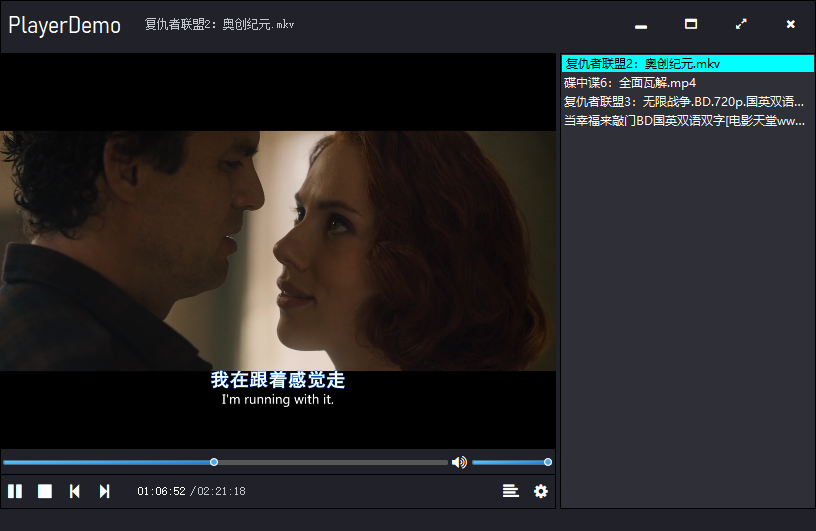 PlayerDemo
复仇者联盟2：奥创纪元.mkv
复仇者联盟2：奥创纪元.mkv
碟中谍6：全面瓦解.mp4
复仇者联盟3：无限战争.BD.720p.国英双语...
当幸福来敲门BD国英双语双字[电影天堂ww...
我在跟着感觉走
I'm running with it.
01:06:52 /02:21:18